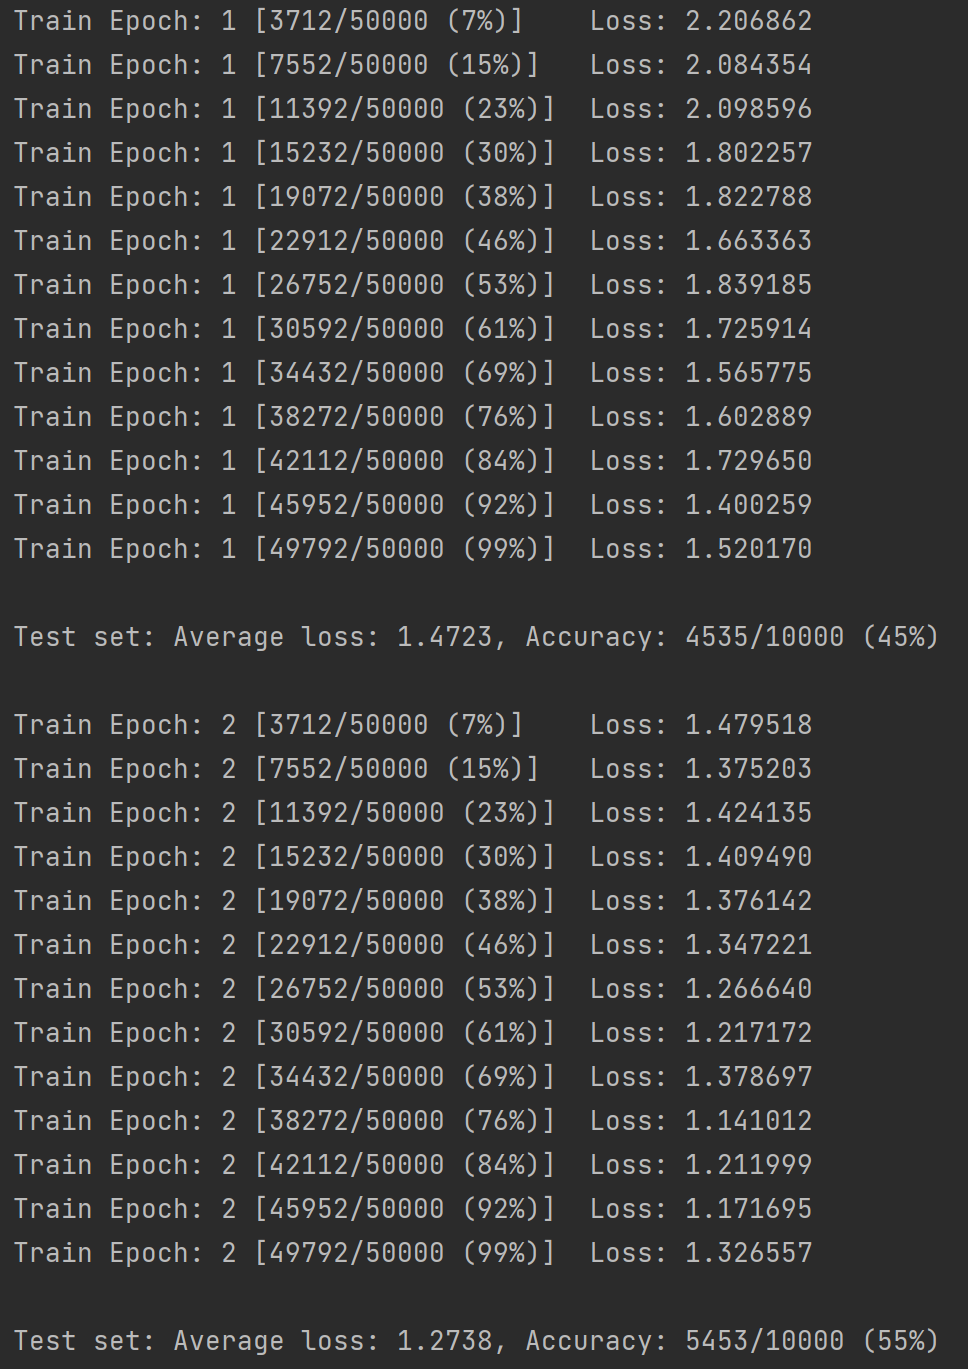 Train Epoch: 1 [3712/50000 (7%)]    Loss: 2.206862
Train Epoch: 1 [7552/50000 (15%)]   Loss: 2.084354
Train Epoch: 1 [11392/50000 (23%)]  Loss: 2.098596
Train Epoch: 1 [15232/50000 (30%)]  Loss: 1.802257
Train Epoch: 1 [19072/50000 (38%)]  Loss: 1.822788
Train Epoch: 1 [22912/50000 (46%)]  Loss: 1.663363
Train Epoch: 1 [26752/50000 (53%)]  Loss: 1.839185
Train Epoch: 1 [30592/50000 (61%)]  Loss: 1.725914
Train Epoch: 1 [34432/50000 (69%)]  Loss: 1.565775
Train Epoch: 1 [38272/50000 (76%)]  Loss: 1.602889
Train Epoch: 1 [42112/50000 (84%)]  Loss: 1.729650
Train Epoch: 1 [45952/50000 (92%)]  Loss: 1.400259
Train Epoch: 1 [49792/50000 (99%)]  Loss: 1.520170
Test set: Average loss: 1.4723, Accuracy: 4535/10000 (45%)
Train Epoch: 2 [3712/50000 (7%)]    Loss: 1.479518
Train Epoch: 2 [7552/50000 (15%)]   Loss: 1.375203
Train Epoch: 2 [11392/50000 (23%)]  Loss: 1.424135
Train Epoch: 2 [15232/50000 (30%)]  Loss: 1.409490
Train Epoch: 2 [19072/50000 (38%)]  Loss: 1.376142
Train Epoch: 2 [22912/50000 (46%)]  Loss: 1.347221
Train Epoch: 2 [26752/50000 (53%)]  Loss: 1.266640
Train Epoch: 2 [30592/50000 (61%)]  Loss: 1.217172
Train Epoch: 2 [34432/50000 (69%)]  Loss: 1.378697
Train Epoch: 2 [38272/50000 (76%)]  Loss: 1.141012
Train Epoch: 2 [42112/50000 (84%)]  Loss: 1.211999
Train Epoch: 2 [45952/50000 (92%)]  Loss: 1.171695
Train Epoch: 2 [49792/50000 (99%)]  Loss: 1.326557
Test set: Average loss: 1.2738, Accuracy: 5453/10000 (55%)